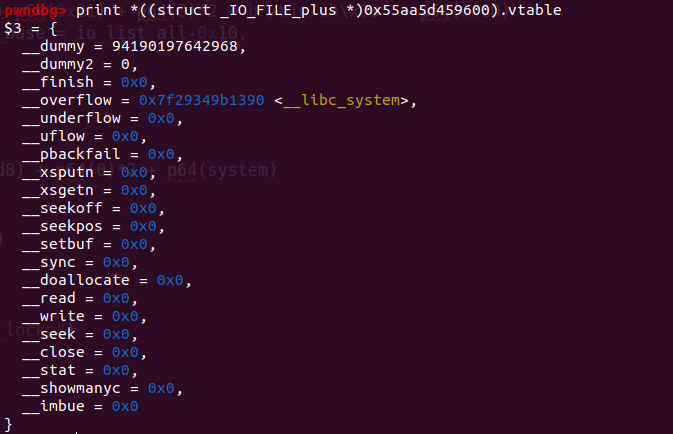 pwndbg> print *((struct _IO_FILE_plus *)0x55aa5d459600).vtable
$3 = {
__dummy = 94190197642968,
__dummy2 = 0,
__finish = 0x0,
__overflow = 0x7f29349b1390 <__libc_system>,
__underflow = 0x0,
__uflow = 0x0,
__pbackfail = 0x0,
__xsputn = 0x0,
__xsgetn = 0x0,
__seekoff = 0x0,
__seekpos = 0x0,
__setbuf = 0x0,
__sync = 0x0,
__doallocate = 0x0,
__read = 0x0,
__write = 0x0,
__seek = 0x0,
__close = 0x0,
__stat = 0x0,
__showmanyc = 0x0,
__imbue = 0x0
}